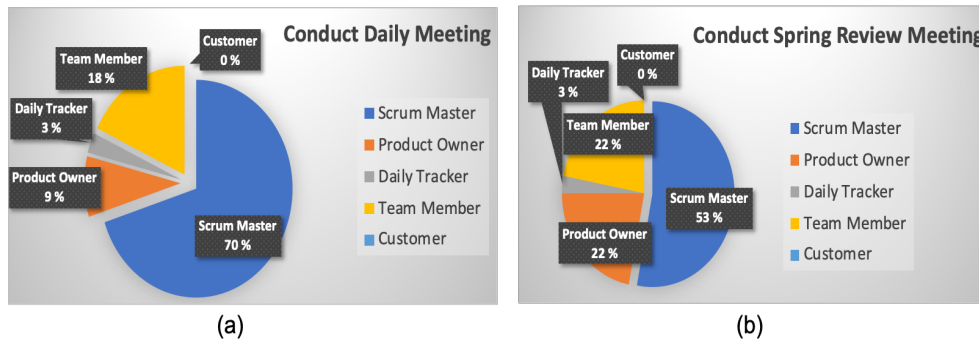 Conduct Daily Meeting
Customer
0 %
Team Member
18 %
Daily Tracker
3 %
Product Owner
9 %
Scrum Master
70 %
Scrum Master
Product Owner
Daily Tracker
Team Member
Customer
(a)
Conduct Spring Review Meeting
Customer
0 %
Daily Tracker
3 %
Team Member
22 %
Product Owner
22 %
Scrum Master
53 %
Scrum Master
Product Owner
Daily Tracker
Team Member
Customer
(b)